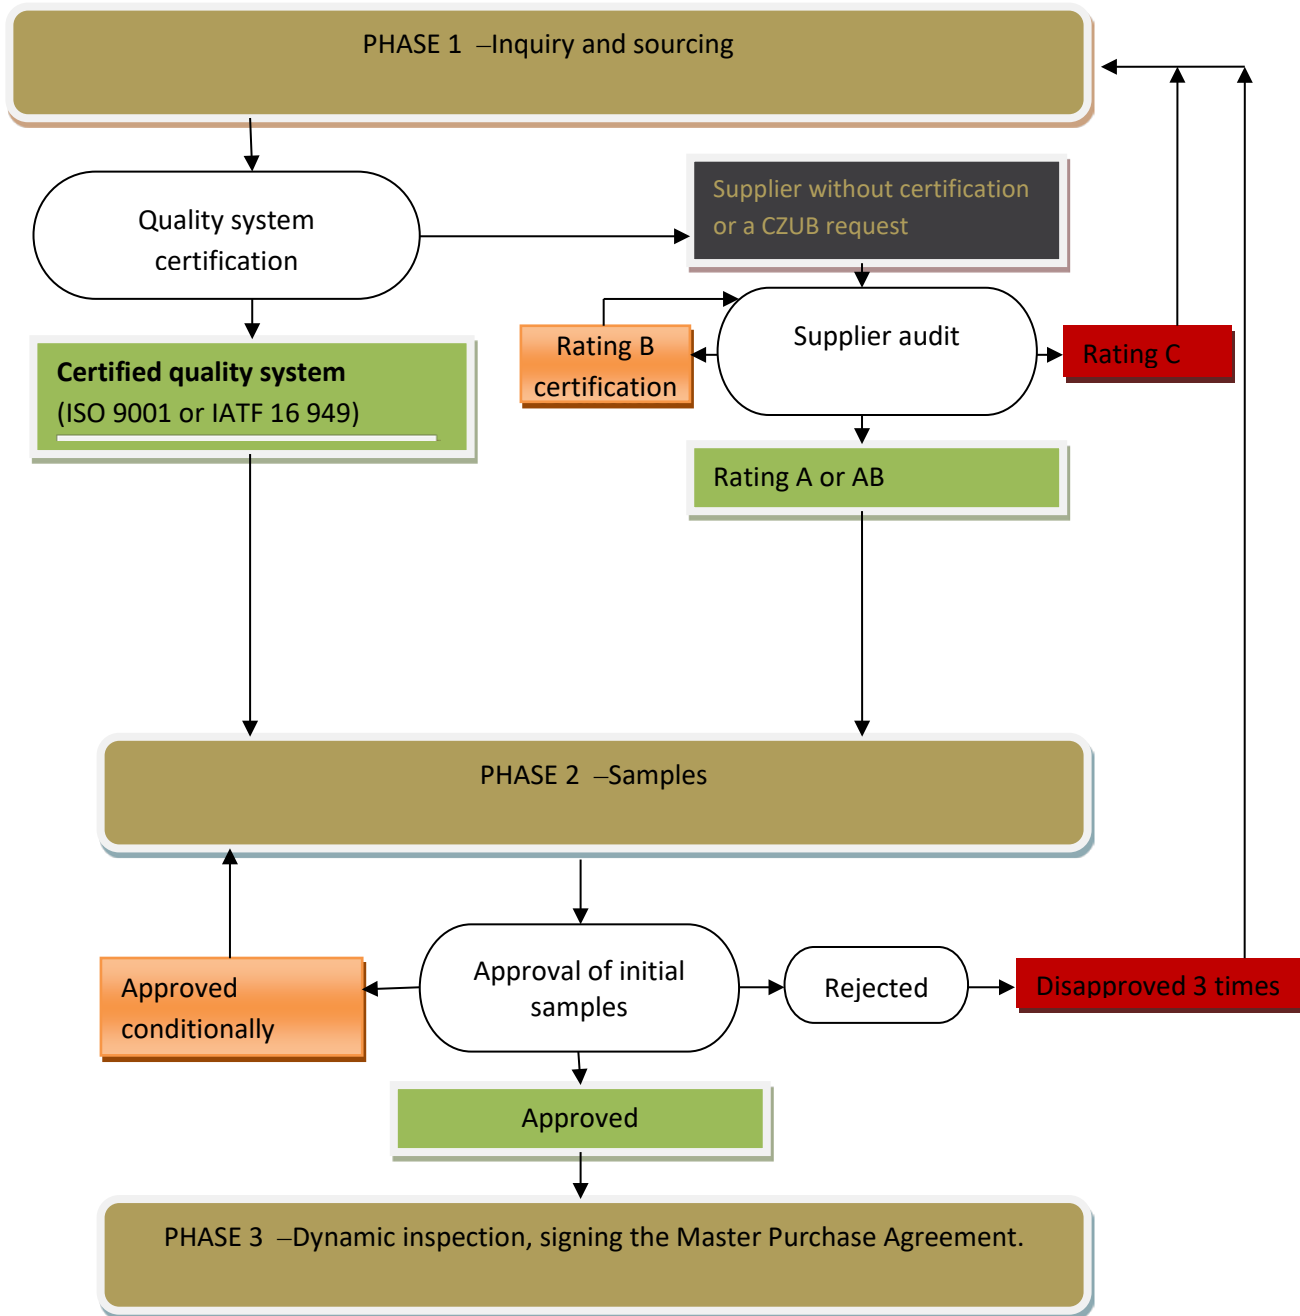 PHASE 1 –Inquiry and sourcing
Quality system
certification
Supplier without certification
or a CZUB request
Supplier audit
Rating B
certification
Rating C
Certified quality system
(ISO 9001 or IATF 16 949)
Rating A or AB
PHASE 2 –Samples
Approval of initial
samples
Approved
conditionally
Rejected
Disapproved 3 times
Approved
PHASE 3 –Dynamic inspection, signing the Master Purchase Agreement.